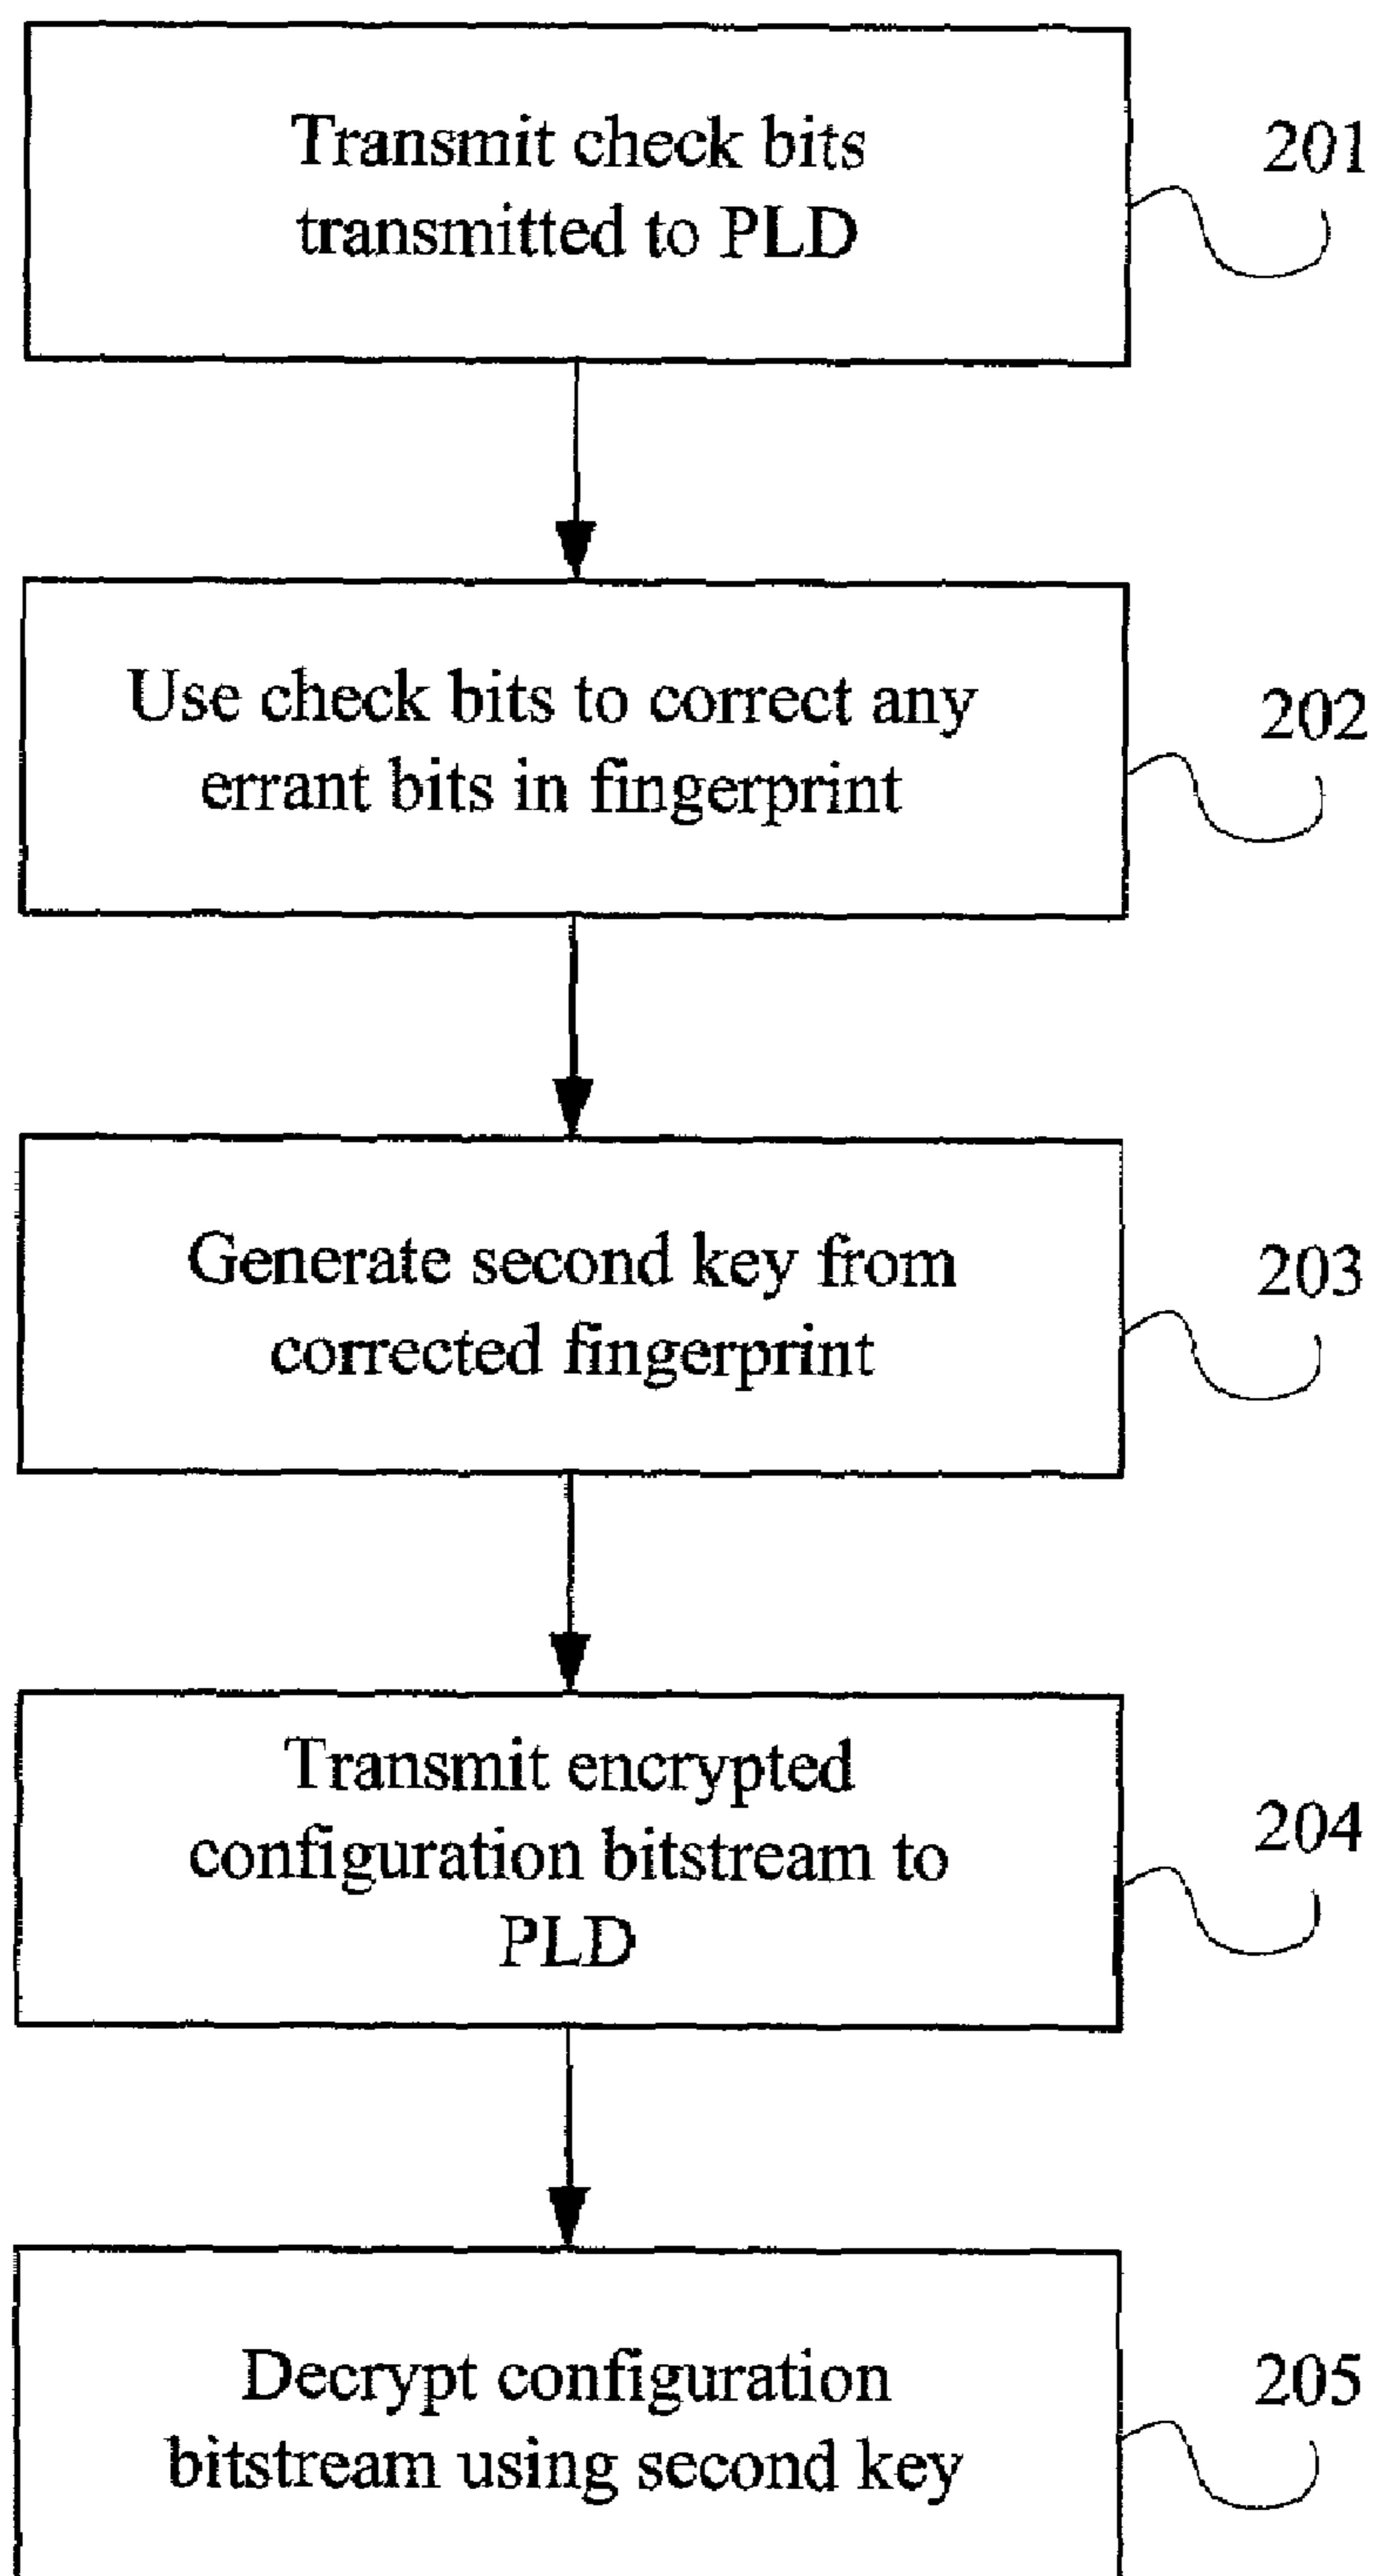 Transmit check bits
transmitted to PLD
201
Use check bits to correct any
errant bits in fingerprint
202
Generate second key from
corrected fingerprint
203
Transmit encrypted
configuration bitstream to
PLD
204
Decrypt configuration
bitstream using second key
205